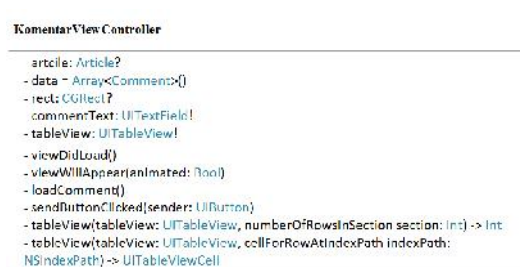 KomentarViewController
- artcile: Article?
- data = Array<Comment>()
- rect: CGRect?
- commentText: UITextField!
- tableView: UITableView!
- viewDidLoad()
- viewWillAppear(animated: Bool)
- loadComment()
- sendButtonClicked(sender: UIButton)
- tableView(tableView: UITableView, numberOfRowsInSection section: Int) -> Int
- tableView(tableView: UITableView, cellForRowAtIndexPath indexPath:
NSIndexPath) -> UITableViewCell